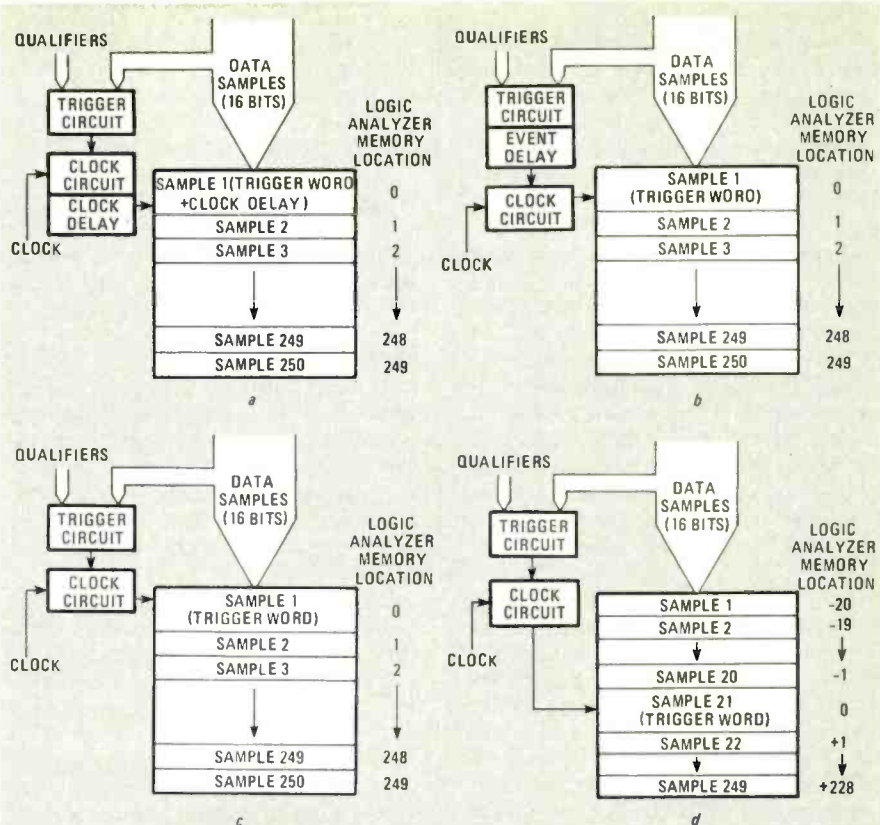 QUALIFIERS
DATA
SAMPLES
(16 BITS)
TRIGGER
CIRCUIT
CLOCK
CIRCUIT
CLOCK
DELAY
CLOCK
LOGIC
ANALYZER
MEMORY
LOCATION
SAMPLE 1 (TRIGGER WORD
+CLOCK DELAY)
0
SAMPLE 2
1
SAMPLE 3
2
SAMPLE 249
248
SAMPLE 250
249
a
QUALIFIERS
DATA
SAMPLES
(16 BITS)
TRIGGER
CIRCUIT
EVENT
DELAY
CLOCK
CIRCUIT
CLOCK
LOGIC
ANALYZER
MEMORY
LOCATION
SAMPLE 1
(TRIGGER WORD)
0
SAMPLE 2
1
SAMPLE 3
2
SAMPLE 249
248
SAMPLE 250
249
b
QUALIFIERS
DATA
SAMPLES
(16 BITS)
TRIGGER
CIRCUIT
CLOCK
CIRCUIT
CLOCK
LOGIC
ANALYZER
MEMORY
LOCATION
SAMPLE 1
(TRIGGER WORD)
0
SAMPLE 2
1
SAMPLE 3
2
SAMPLE 249
248
SAMPLE 250
249
c
QUALIFIERS
DATA
SAMPLES
(16 BITS)
TRIGGER
CIRCUIT
CLOCK
CIRCUIT
CLOCK
LOGIC
ANALYZER
MEMORY
LOCATION
SAMPLE 1
-20
SAMPLE 2
-19
SAMPLE 20
-1
SAMPLE 21
(TRIGGER WORD)
0
SAMPLE 22
+1
SAMPLE 249
+228
d